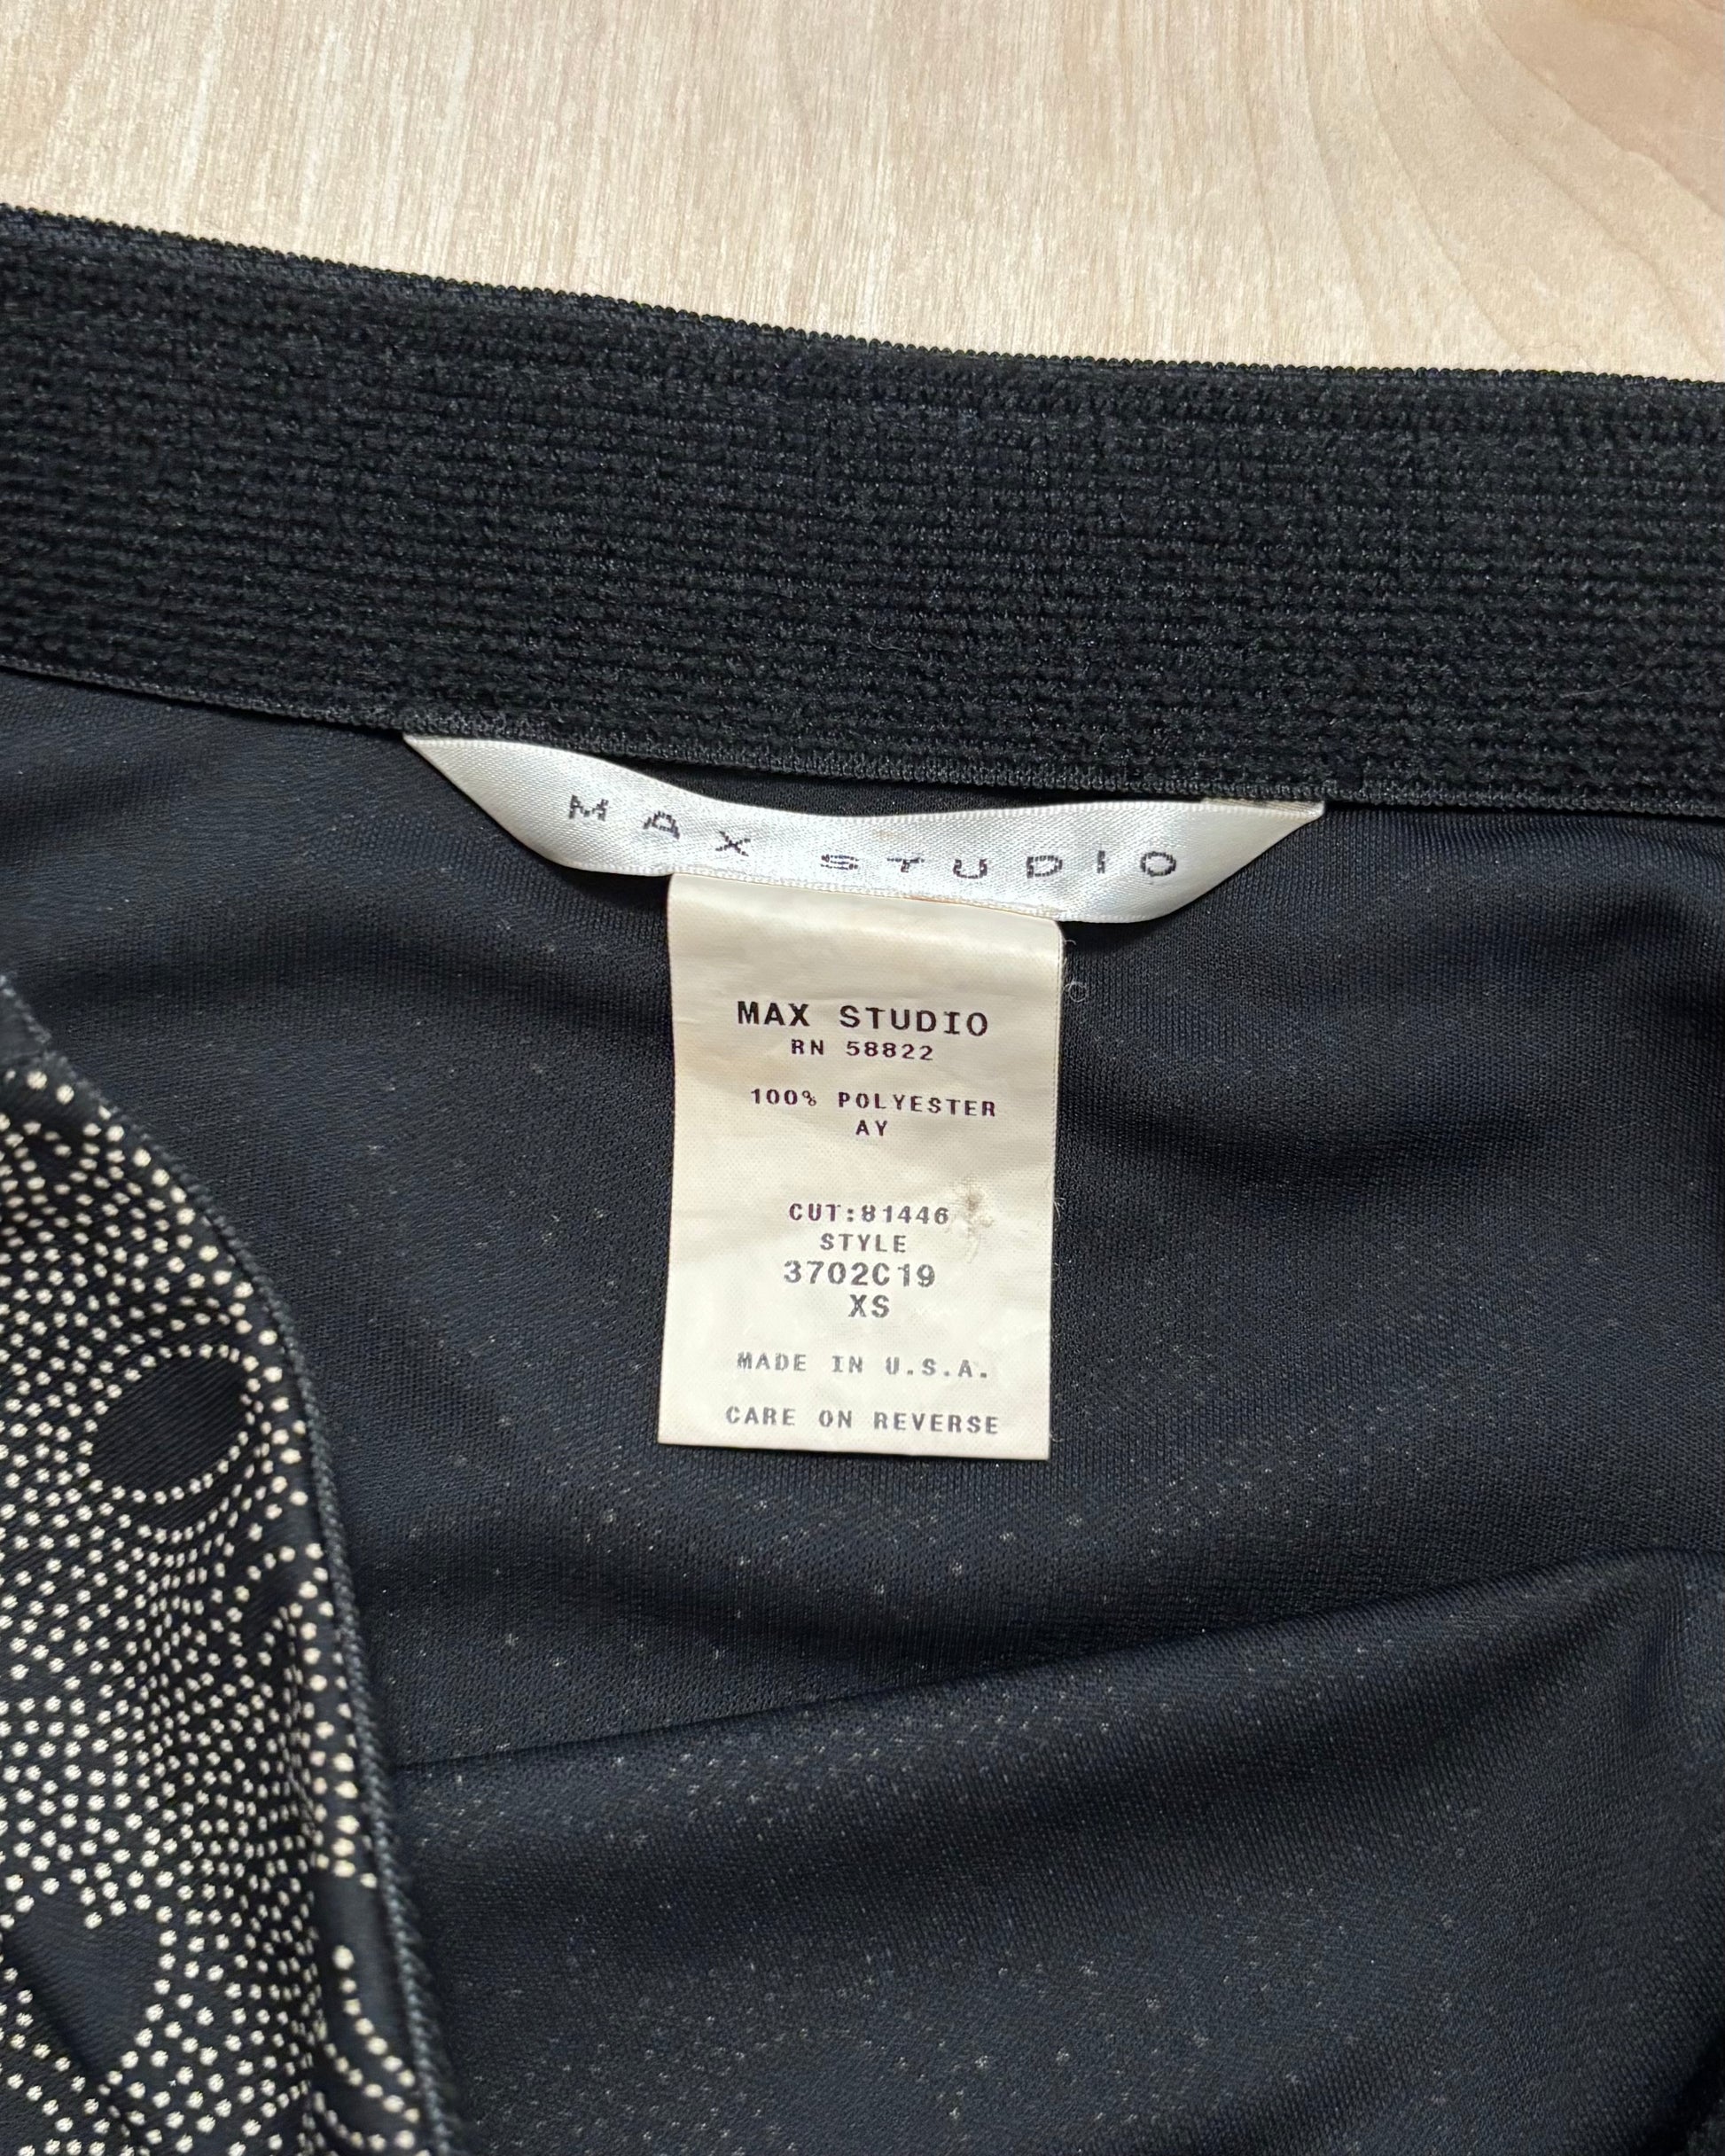 MAX STUDIO
MAX STUDIO
RN 58822
100% POLYESTER
AY
CUT:81446
STYLE
3702C19
XS
MADE IN U.S.A.
CARE ON REVERSE